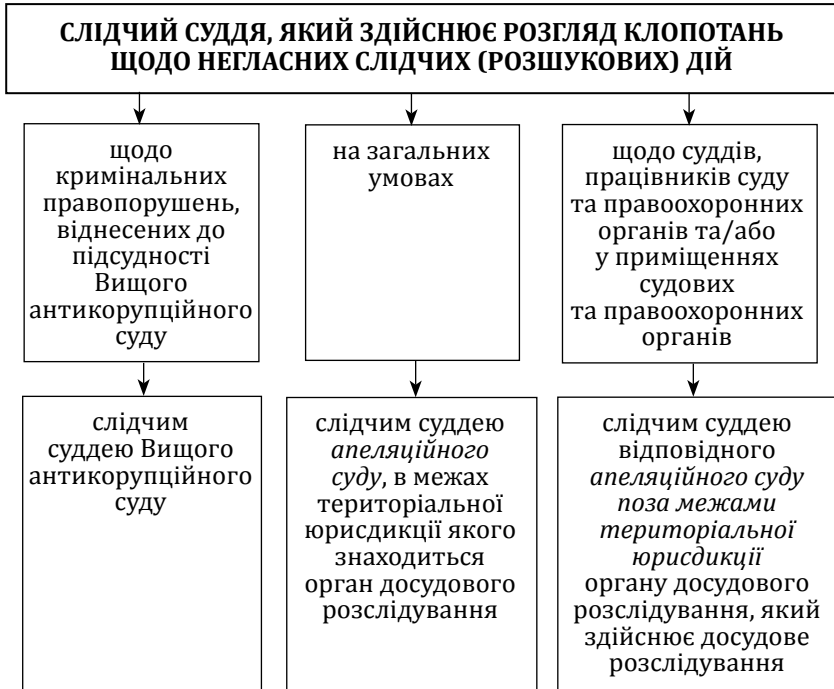 СЛІДЧИЙ СУДДЯ, ЯКИЙ ЗДІЙСНЮЄ РОЗГЛЯД КЛОПОТАНЬ
ЩОДО НЕГЛАСНИХ СЛІДЧИХ (РОЗШУКОВИХ) ДІЙ
щодо
кримінальних
правопорушень,
віднесених до
підсудності
Вищого
антикорупційного
суду
на загальних
умовах
щодо суддів,
працівників суду
та правоохоронних
органів та/або
у приміщеннях
судових
та правоохоронних
органів
слідчим
суддею Вищого
антикорупційного
суду
слідчим суддею
апеляційного
суду, в межах
територіальної
юрисдикції якого
знаходиться
орган досудового
розслідування
слідчим суддею
відповідного
апеляційного суду
поза межами
територіальної
юрисдикції
органу досудового
розслідування, який
здійснює досудове
розслідування